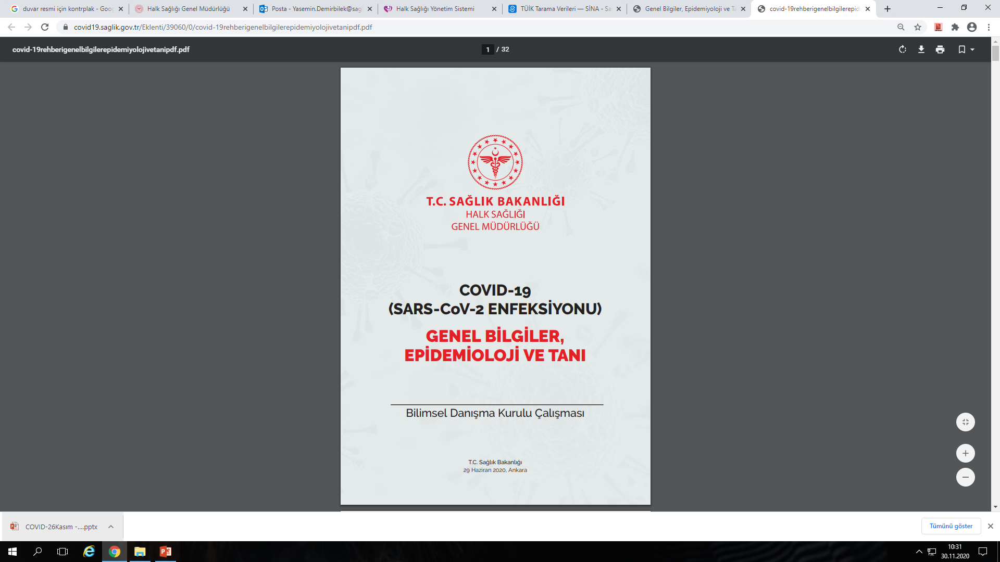 duvar resmi için kontrplak - Goog
Halk Sağlığı Genel Müdürlüğü
Posta - Yasemin.Demirbilek@sag
Halk Sağlığı Yönetim Sistemi
TÜİK Tarama Verileri — SİNA - Sa
Genel Bilgiler, Epidemiyoloji ve Ta
covid-19rehberigenelbilgilerepid
covid19.saglik.gov.tr/Eklenti/39060/0/covid-19rehberigenelbilgilerepidemiyolojivetanipdf.pdf
covid-19rehberigenelbilgilerepidemiyolojivetanipdf.pdf
1 / 32
T.C. SAĞLIK BAKANLIĞI
HALK SAĞLIĞI
GENEL MÜDÜRLÜĞÜ
COVID-19
(SARS-CoV-2 ENFEKSİYONU)
GENEL BİLGİLER,
EPİDEMİOLOJİ VE TANI
Bilimsel Danışma Kurulu Çalışması
T.C. Sağlık Bakanlığı
29 Haziran 2020, Ankara
COVID-26Kasım -....pptx
Tümünü göster
10:31
30.11.2020